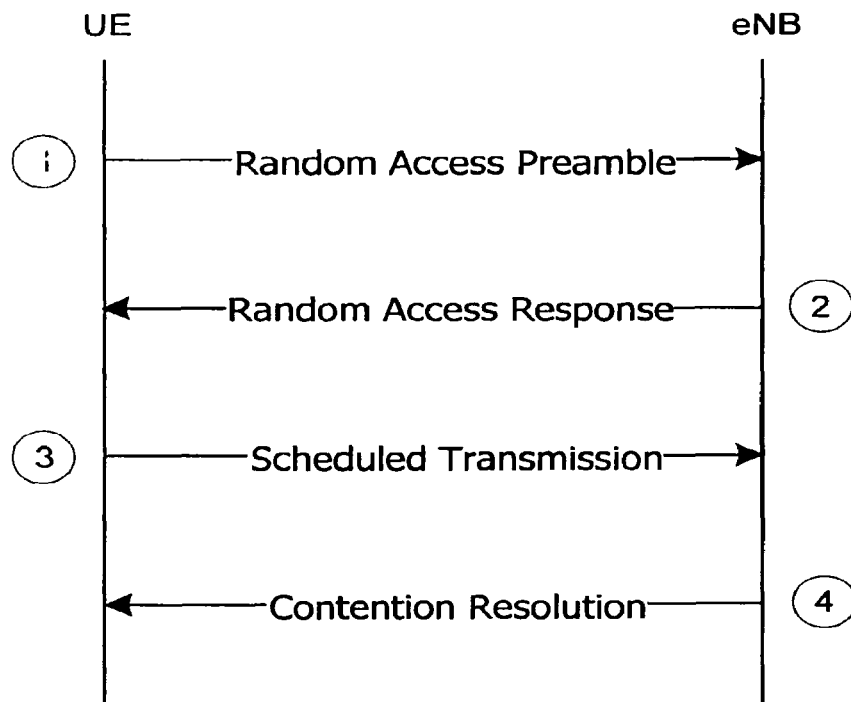 UE
eNB
1
Random Access Preamble
Random Access Response
2
3
Scheduled Transmission
Contention Resolution
4